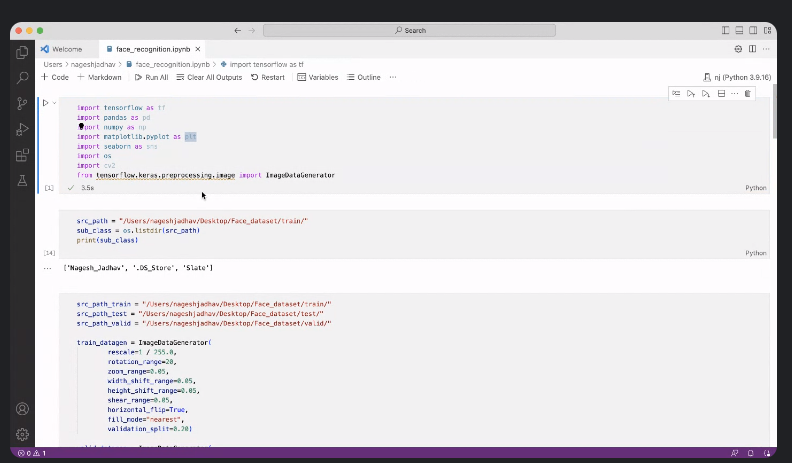 Search
Welcome
face_recognition.ipynb
Users > nageshjadhav > face_recognition.ipynb > import tensorflow as tf
+ Code + Markdown Run All Clear All Outputs Restart Variables Outline ... nj (Python 3.9.16)
import tensorflow as tf
import pandas as pd
import numpy as np
import matplotlib.pyplot as plt
import seaborn as sns
import os
import cv2
from tensorflow.keras.preprocessing.image import ImageDataGenerator
[1] 3.5s Python
src_path = "/Users/nageshjadhav/Desktop/Face_dataset/train/"
sub_class = os.listdir(src_path)
print(sub_class)
[14] Python
... ['Nagesh_Jadhav', '.DS_Store', 'Slate']
src_path_train = "/Users/nageshjadhav/Desktop/Face_dataset/train/"
src_path_test = "/Users/nageshjadhav/Desktop/Face_dataset/test/"
src_path_valid = "/Users/nageshjadhav/Desktop/Face_dataset/valid/"
train_datagen = ImageDataGenerator(
rescale=1 / 255.0,
rotation_range=20,
zoom_range=0.05,
width_shift_range=0.05,
height_shift_range=0.05,
shear_range=0.05,
horizontal_flip=True,
fill_mode="nearest",
validation_split=0.20)
0 1